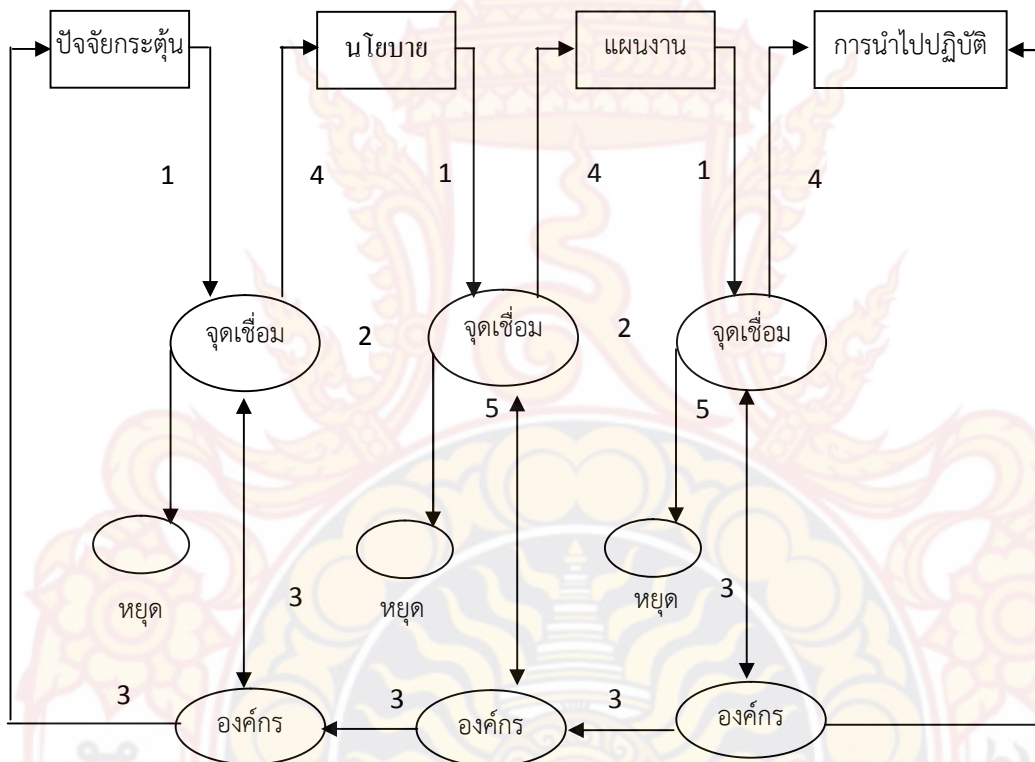 ปัจจัยกระตุ้น นโยบาย แผนงาน การนำไปปฏิบัติ
1 4 1 4 1 4
จุดเชื่อม 2 จุดเชื่อม 2 จุดเชื่อม
5 5
หยุด 3 หยุด หยุด 3
3 องค์กร 3 องค์กร 3 องค์กร